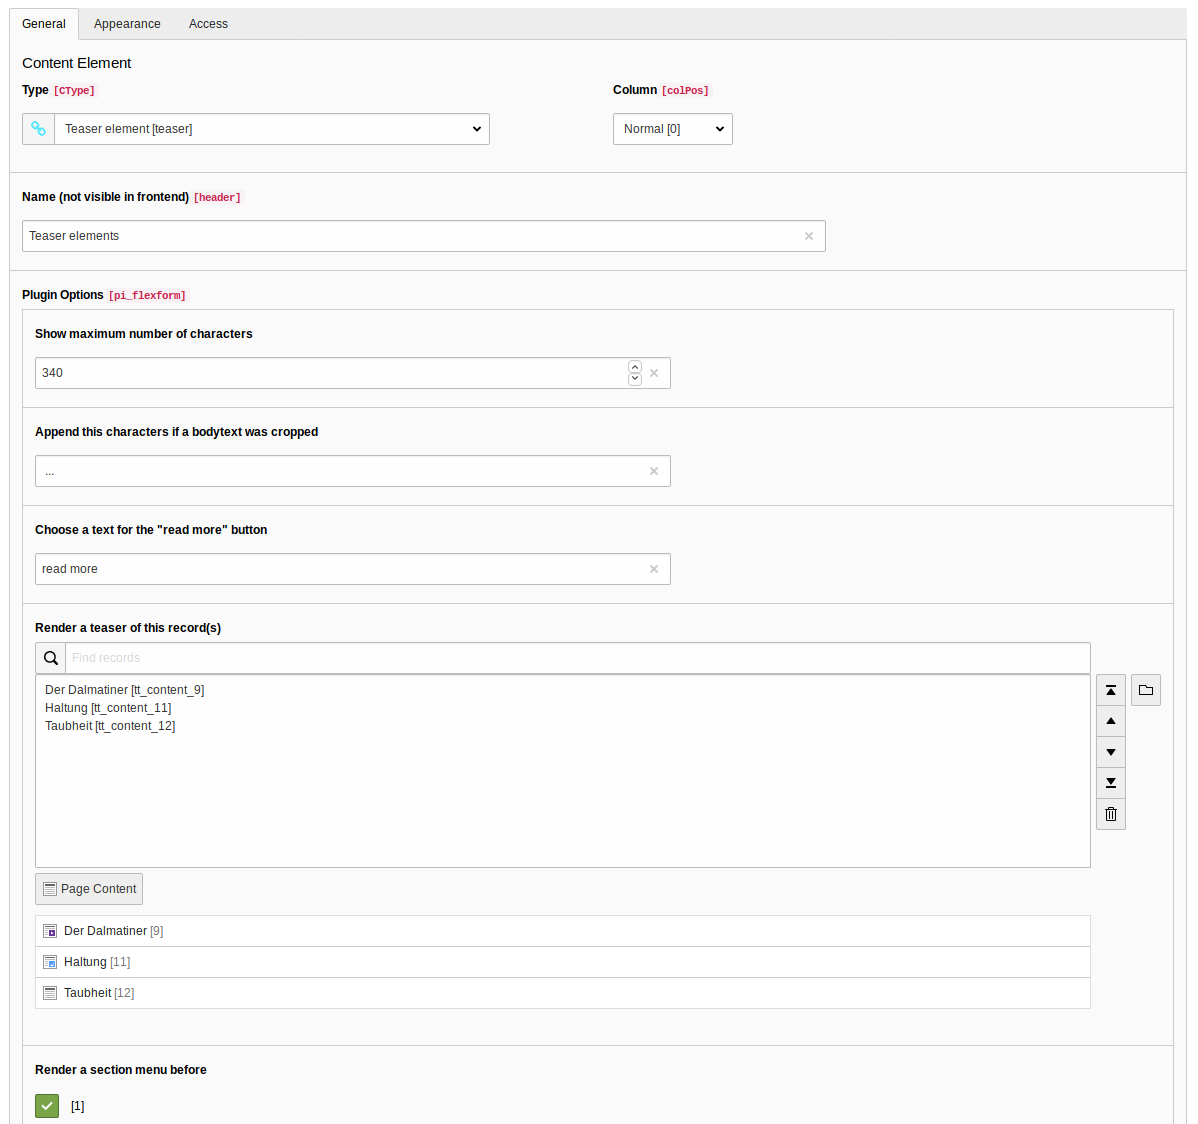 General Appearance Access
Content Element
Type [CType] Column [colPos]
Teaser element [teaser] Normal [0]
Name (not visible in frontend) [header]
Teaser elements
Plugin Options [pi_flexform]
Show maximum number of characters
340
Append this characters if a bodytext was cropped
...
Choose a text for the "read more" button
read more
Render a teaser of this record(s)
Find records
Der Dalmatiner [tt_content_9]
Haltung [tt_content_11]
Taubheit [tt_content_12]
Page Content
Der Dalmatiner [9]
Haltung [11]
Taubheit [12]
Render a section menu before
[1]